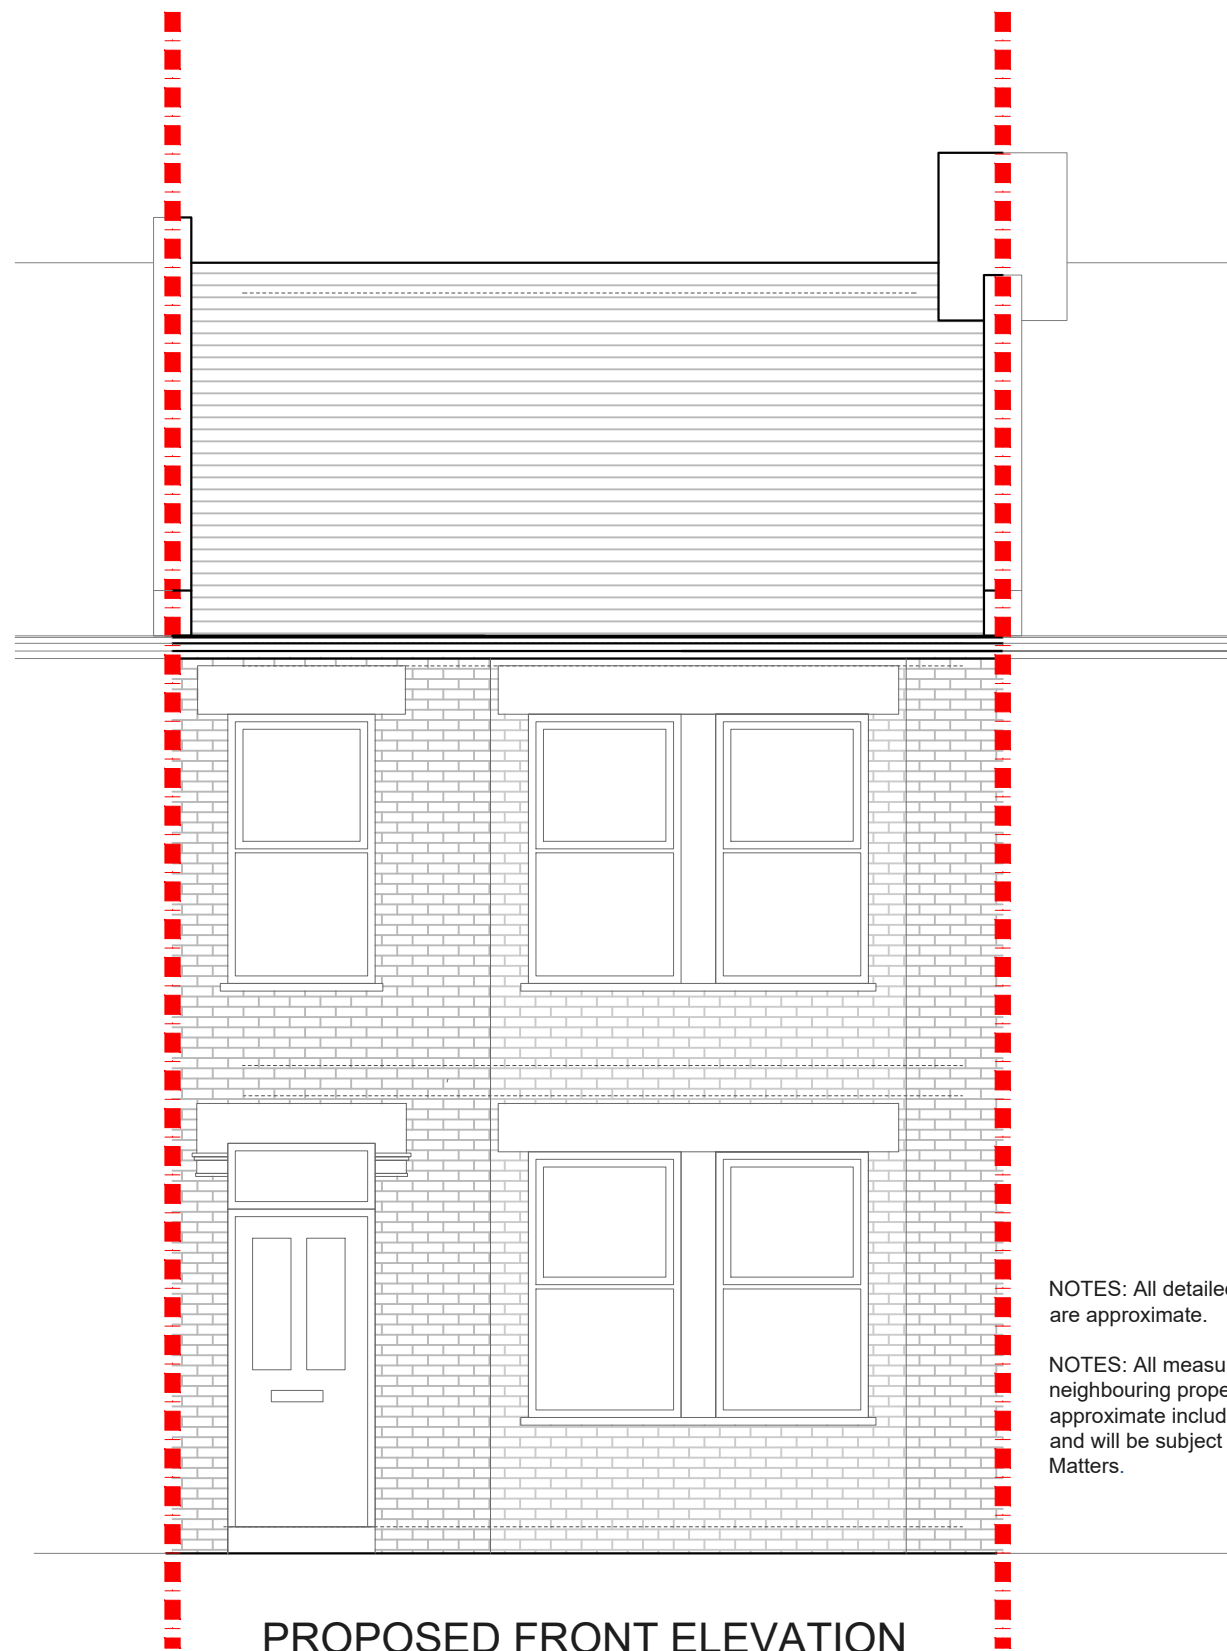 NOTES: All detailed
are approximate.
NOTES: All measu
neighbouring prope
approximate includ
and will be subject
Matters.
PROPOSED FRONT ELEVATION